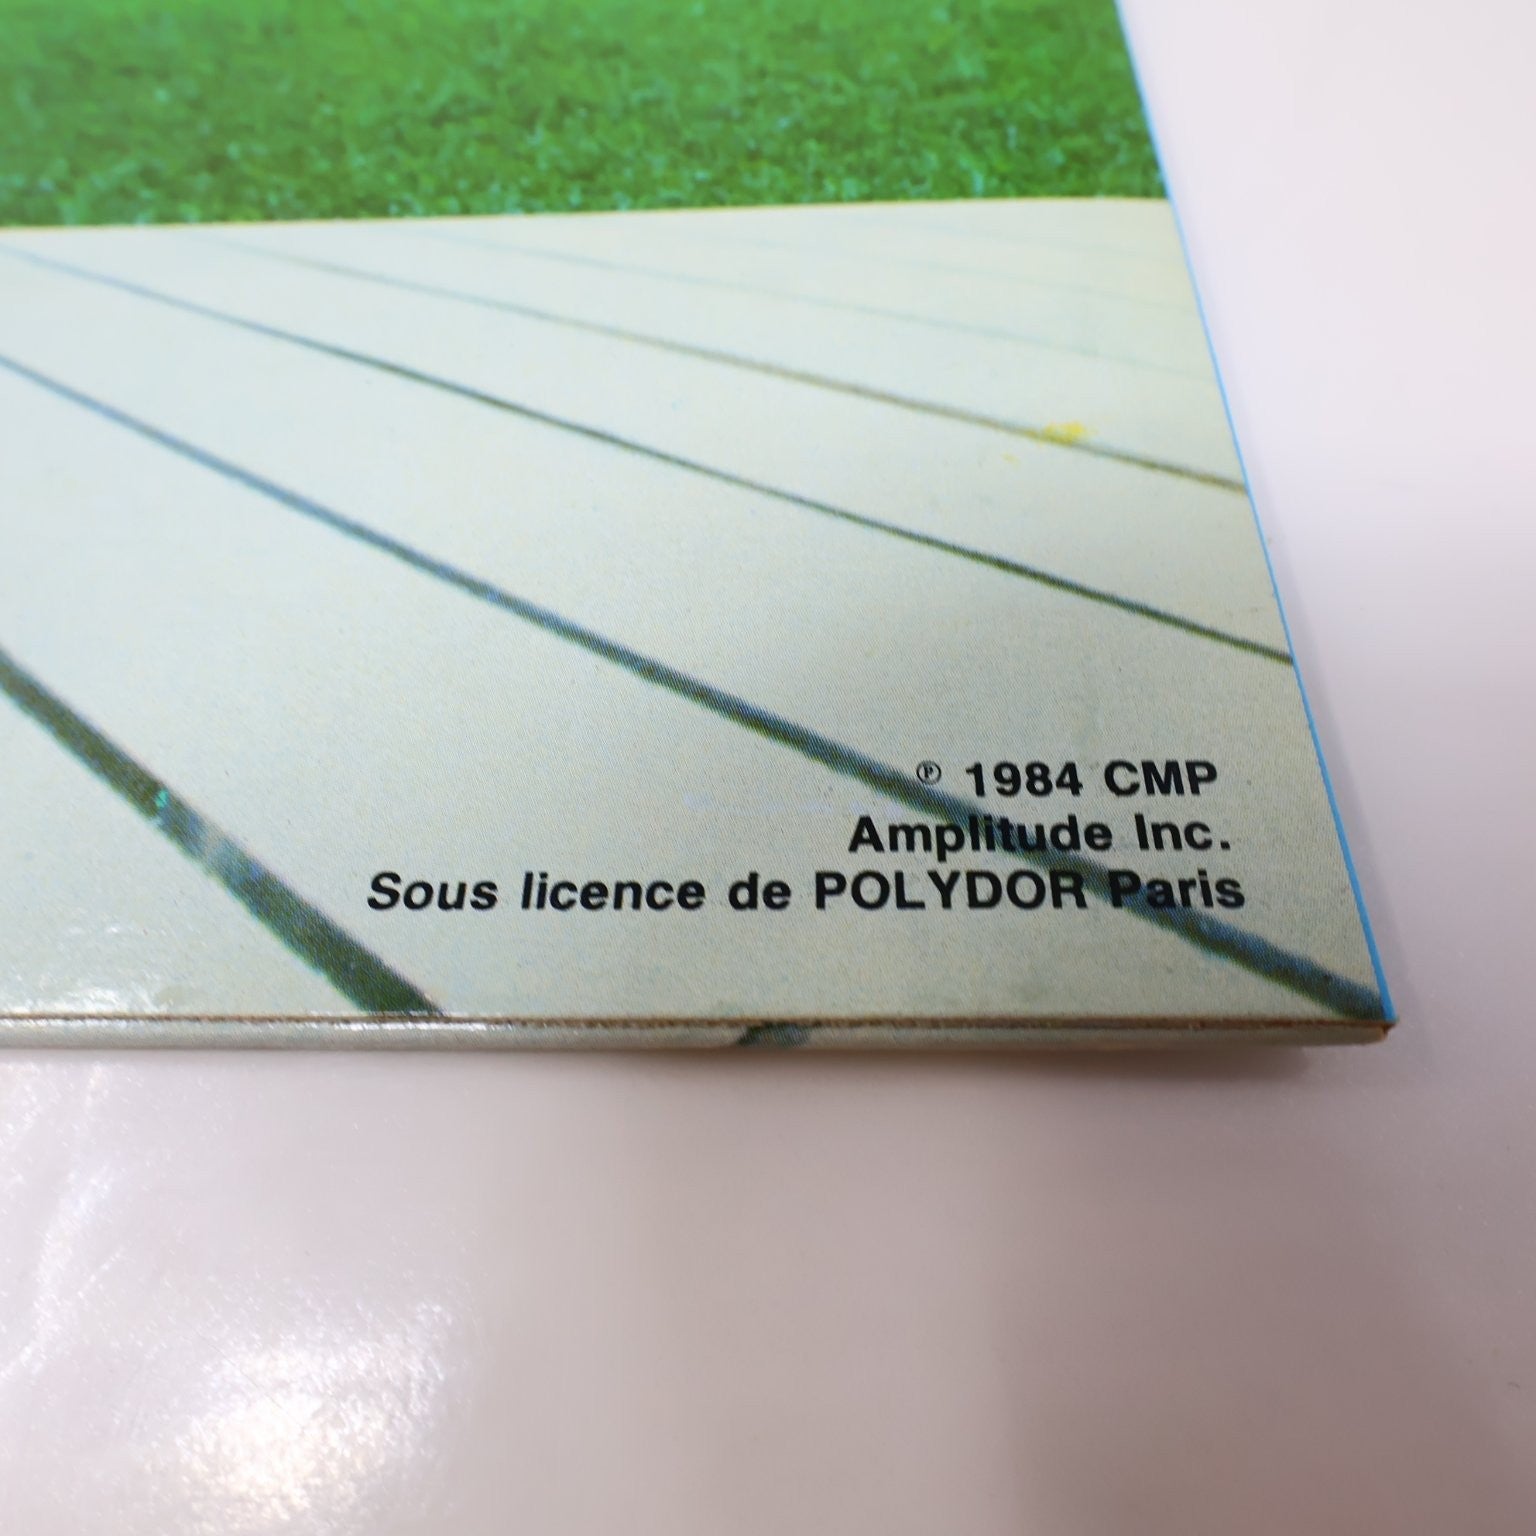 ℗ 1984 CMP
Amplitude Inc.
Sous licence de POLYDOR Paris